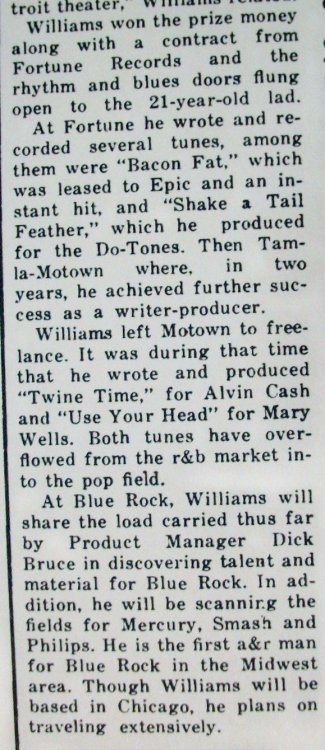 troit theater," Williams related.
Williams won the prize money
along with a contract from
Fortune Records and the
rhythm and blues doors flung
open to the 21-year-old lad.
At Fortune he wrote and re-
corded several tunes, among
them were "Bacon Fat," which
was leased to Epic and an in-
stant hit, and "Shake a Tail
Feather," which he produced
for the Do-Tones. Then Tam-
la-Motown where, in two
years, he achieved further suc-
cess as a writer-producer.
Williams left Motown to free-
lance. It was during that time
that he wrote and produced
"Twine Time," for Alvin Cash
and "Use Your Head" for Mary
Wells. Both tunes have over-
flowed from the r&b market in-
to the pop field.
At Blue Rock, Williams will
share the load carried thus far
by Product Manager Dick
Bruce in discovering talent and
material for Blue Rock. In ad-
dition, he will be scanning the
fields for Mercury, Smash and
Philips. He is the first a&r man
for Blue Rock in the Midwest
area. Though Williams will be
based in Chicago, he plans on
traveling extensively.